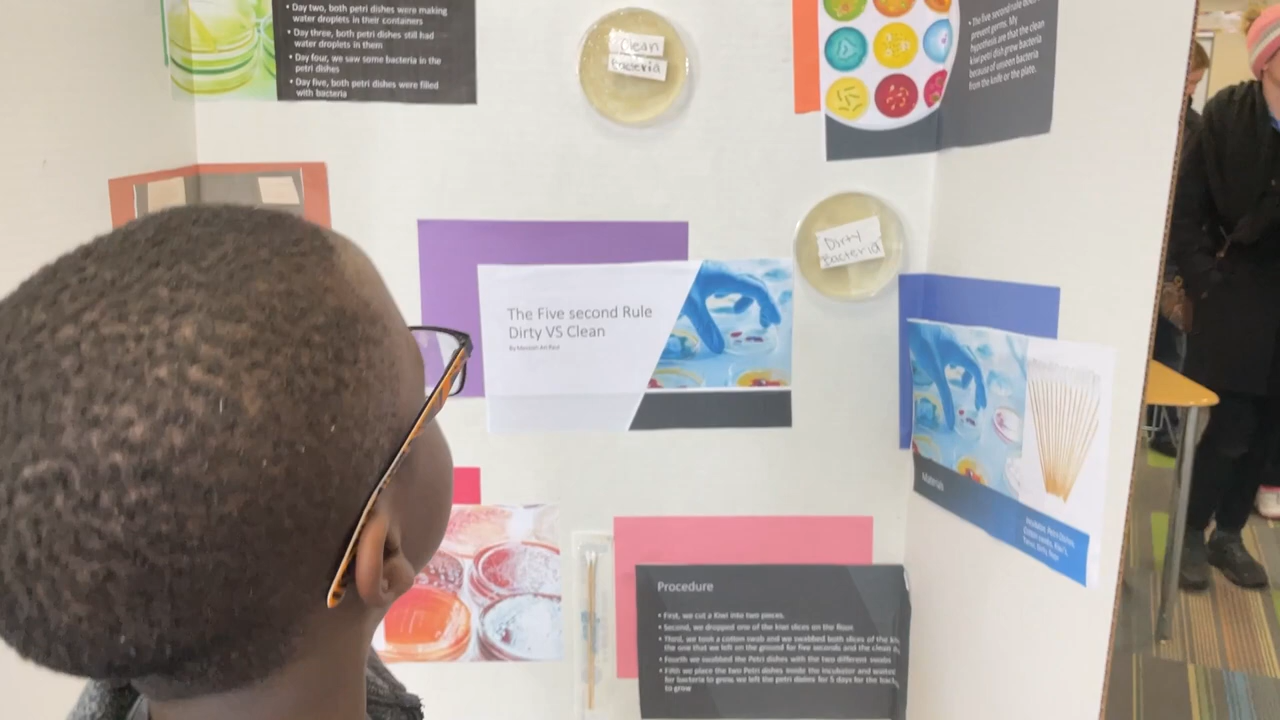 • Day two, both petri dishes were making
water droplets in their containers
• Day three, both petri dishes still had
water droplets in them
• Day four, we saw some bacteria in the
petri dishes
• Day five, both petri dishes were filled
with bacteria
Clean
Bacteria
• The five second rule
prevent germs. My
hypothesis are that the clean
kiwi petri dish grew bacteria
because of unseen bacteria
from the knife or the plate.
Dirty
Bacteria
The Five second Rule
Dirty VS Clean
By
Materials
Incubator, Petri Dishes,
Procedure
• First, we cut a Kiwi into two pieces.
• Second, we dropped one of the kiwi slices on the floor.
• Third, we took a cotton swab and we swabbed both slices of the
the one that we left on the ground for five seconds and the clean
• Fourth we swabbed the Petri dishes with the two different swabs
• Fifth we place the two Petri dishes inside the incubator and waited
for bacteria to grow. we left the petri dishes for 5 days for the
to grow